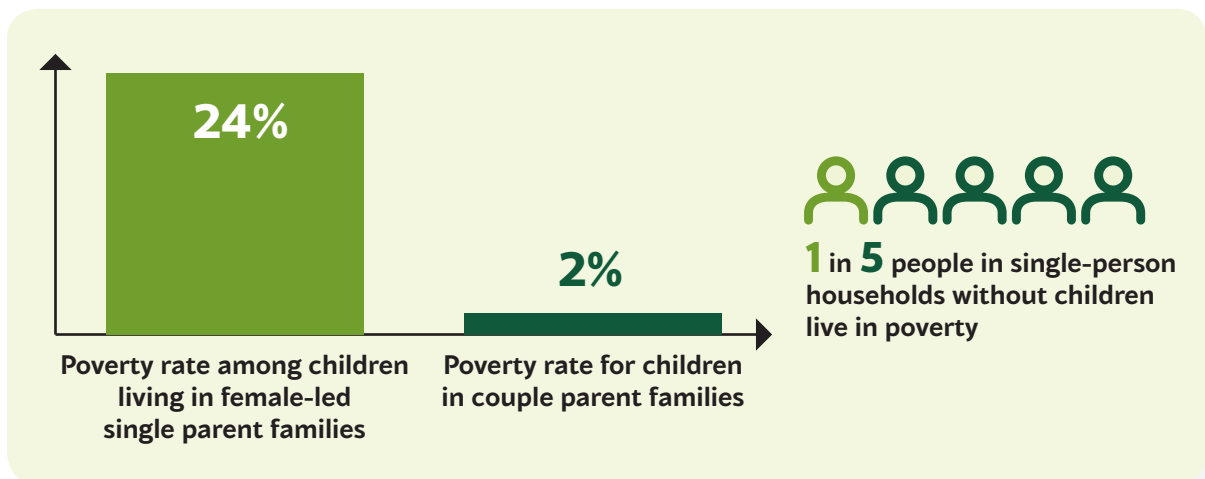 24%
2%
Poverty rate among children
living in female-led
single parent families
Poverty rate for children
in couple parent families
1 in 5 people in single-person
households without children
live in poverty